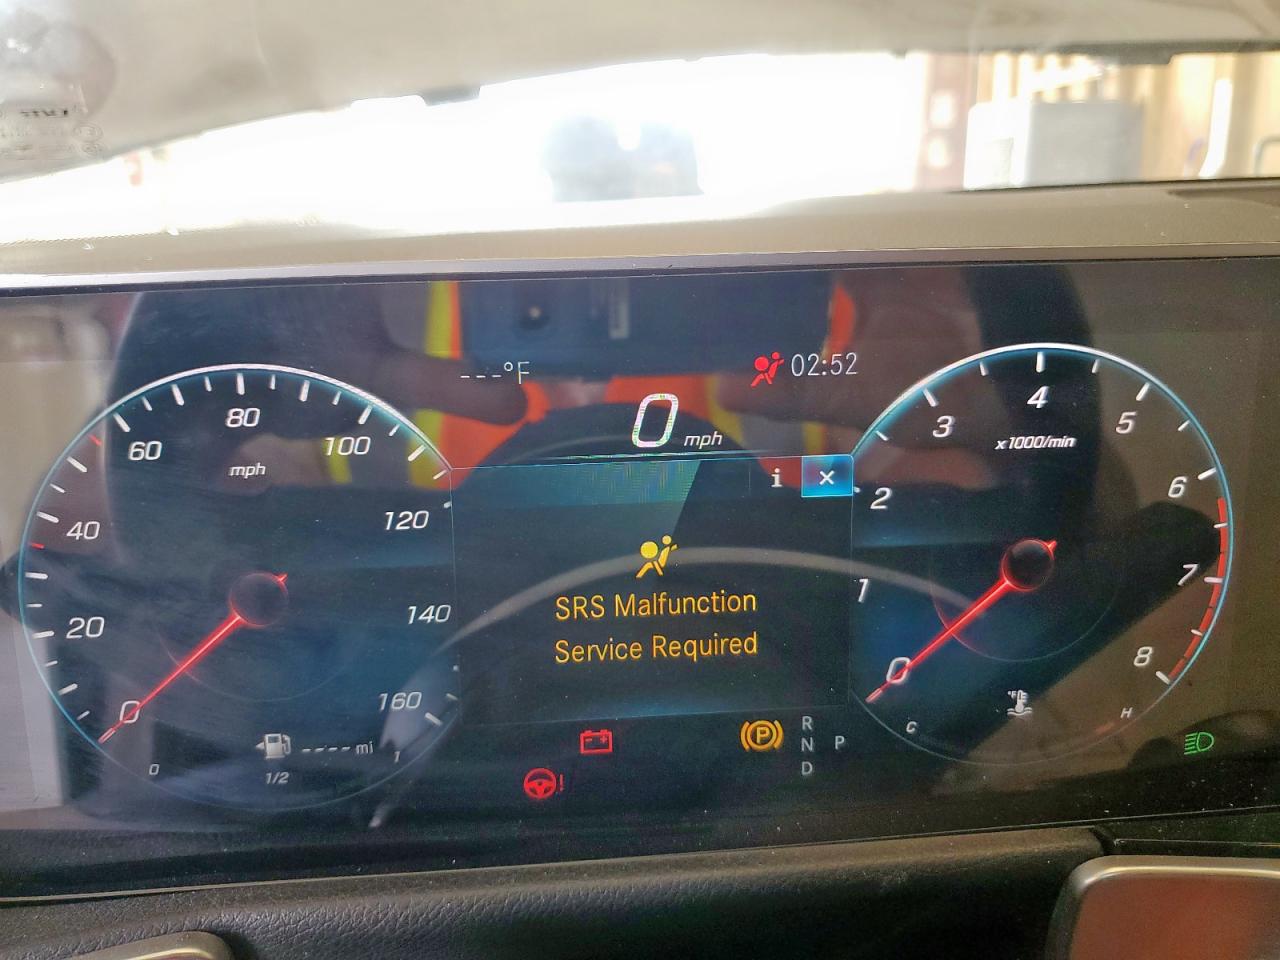 ---°F
02:52
0 mph
i ×
SRS Malfunction
Service Required
0
20
40
60
80
100
120
140
160
mph
0
1/2
1
---- mi
0
1
2
3
4
5
6
7
8
x1000/min
°F
C
H
!
P
R
N P
D